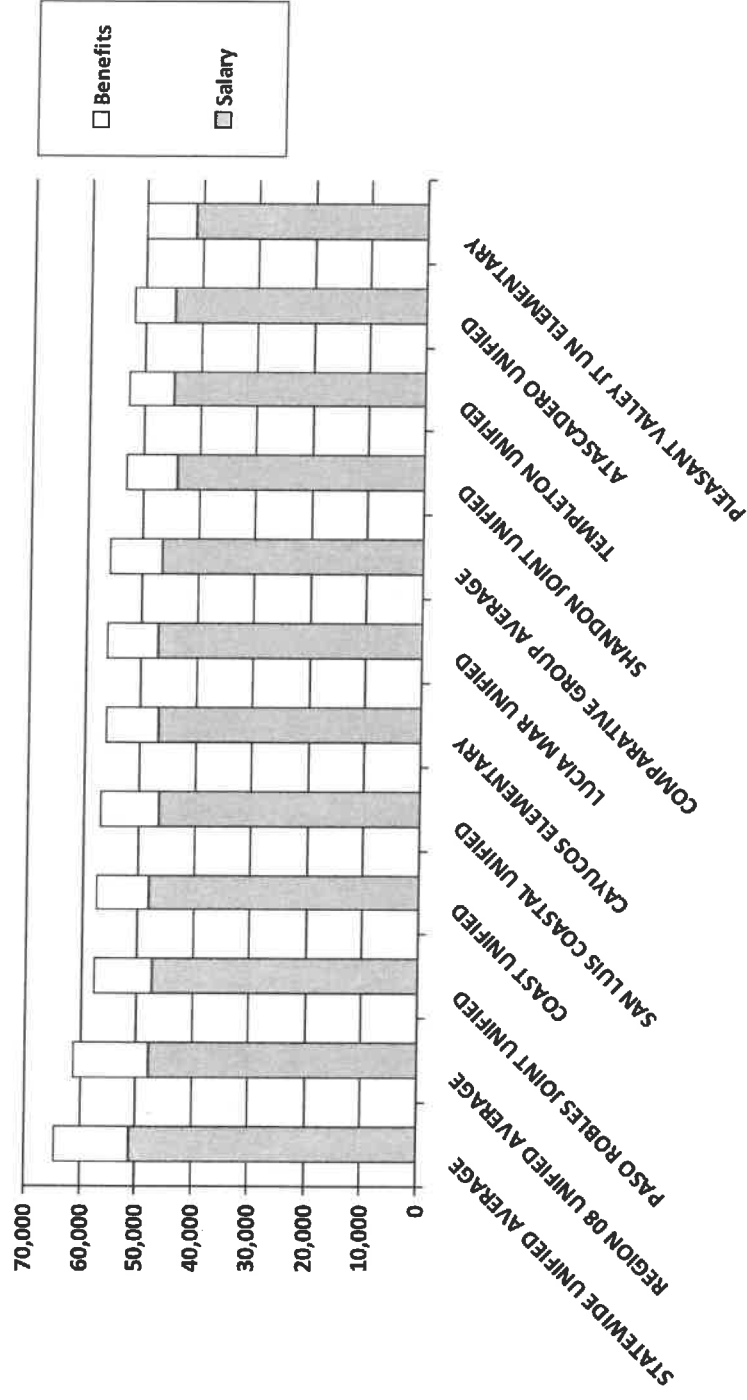 70,000
60,000
50,000
40,000
30,000
20,000
10,000
0
STATEWIDE UNIFIED AVERAGE
REGION 08 UNIFIED AVERAGE
PASO ROBLES JOINT UNIFIED
COAST UNIFIED
SAN LUIS COASTAL UNIFIED
CAYUCOS ELEMENTARY
LUCIA MAR UNIFIED
COMPARATIVE GROUP AVERAGE
SHANDON JOINT UNIFIED
TEMPLETON UNIFIED
ATASCADERO UNIFIED
PLEASANT VALLEY JT UN ELEMENTARY
Benefits
Salary